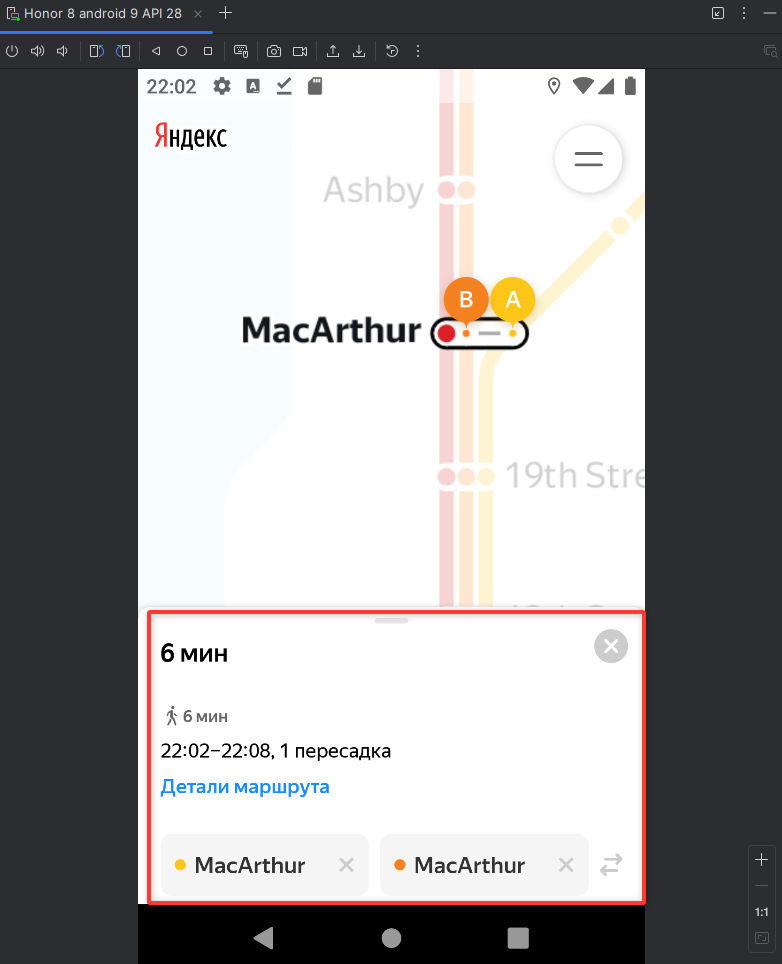 Honor 8 android 9 API 28
22:02
A
Яндекс
Ashby
B
A
MacArthur
19th Stre
6 мин
6 мин
22:02–22:08, 1 пересадка
Детали маршрута
MacArthur
MacArthur
1:1